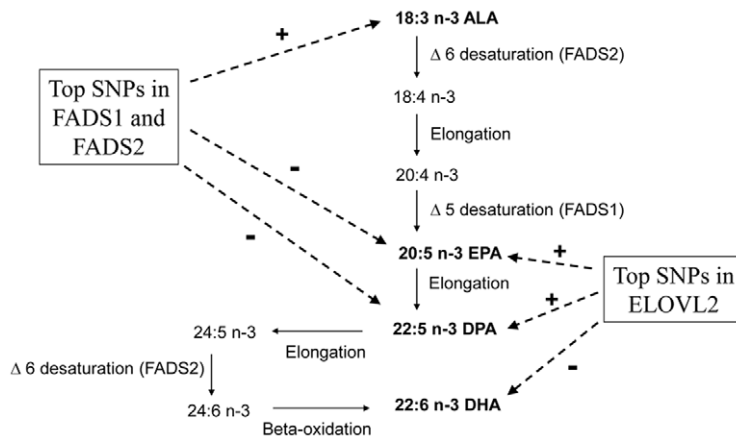 18:3 n-3 ALA
+
Δ 6 desaturation (FADS2)
Top SNPs in
FADS1 and
FADS2
18:4 n-3
Elongation
-
20:4 n-3
Δ 5 desaturation (FADS1)
-
20:5 n-3 EPA
+
Elongation
Top SNPs in
ELOVL2
+
24:5 n-3
22:5 n-3 DPA
Elongation
Δ 6 desaturation (FADS2)
-
24:6 n-3
22:6 n-3 DHA
Beta-oxidation